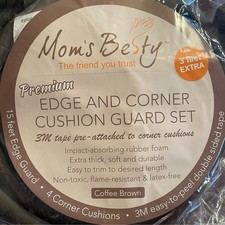 Mom's Besty
The friend you trust
3 feet
EXTRA
Premium
EDGE AND CORNER
CUSHION GUARD SET
3M tape pre-attached to corner cushions
Impact-absorbing rubber foam
Extra thick, soft and durable
Easy to trim to desired length
Non-toxic, flame-resistant & latex-free
Coffee Brown
15 feet Edge Guard • 4 Corner Cushions • 3M easy-to-peel double sided tape